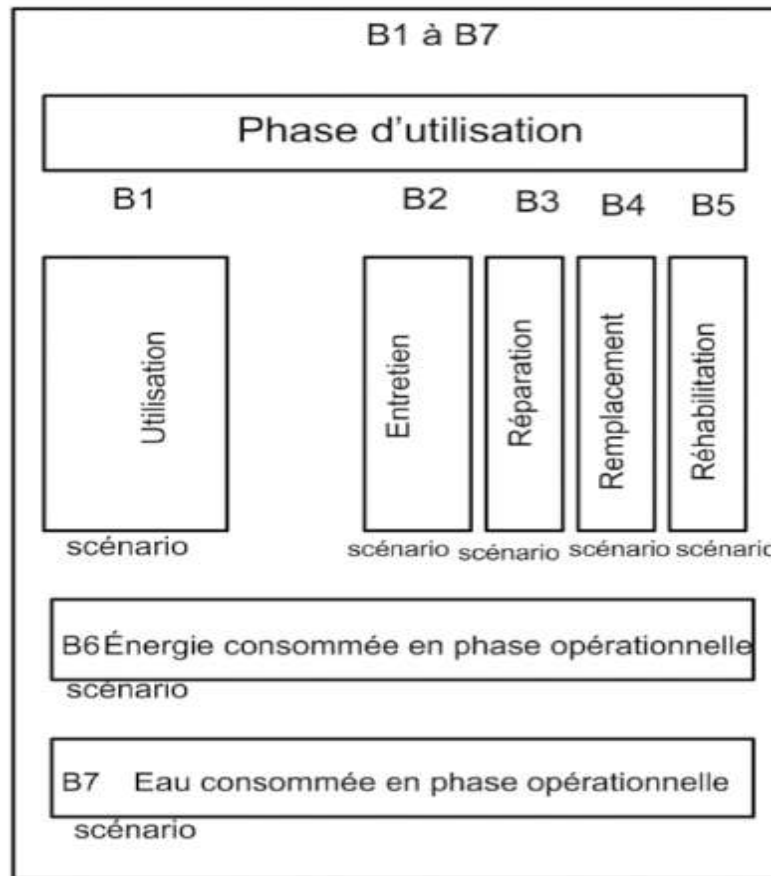 B1 à B7
Phase d'utilisation
B1 B2 B3 B4 B5
Utilisation
Entretien
Réparation
Remplacement
Réhabilitation
scénario scénario scénario scénario scénario
B6 Énergie consommée en phase opérationnelle
scénario
B7 Eau consommée en phase opérationnelle
scénario